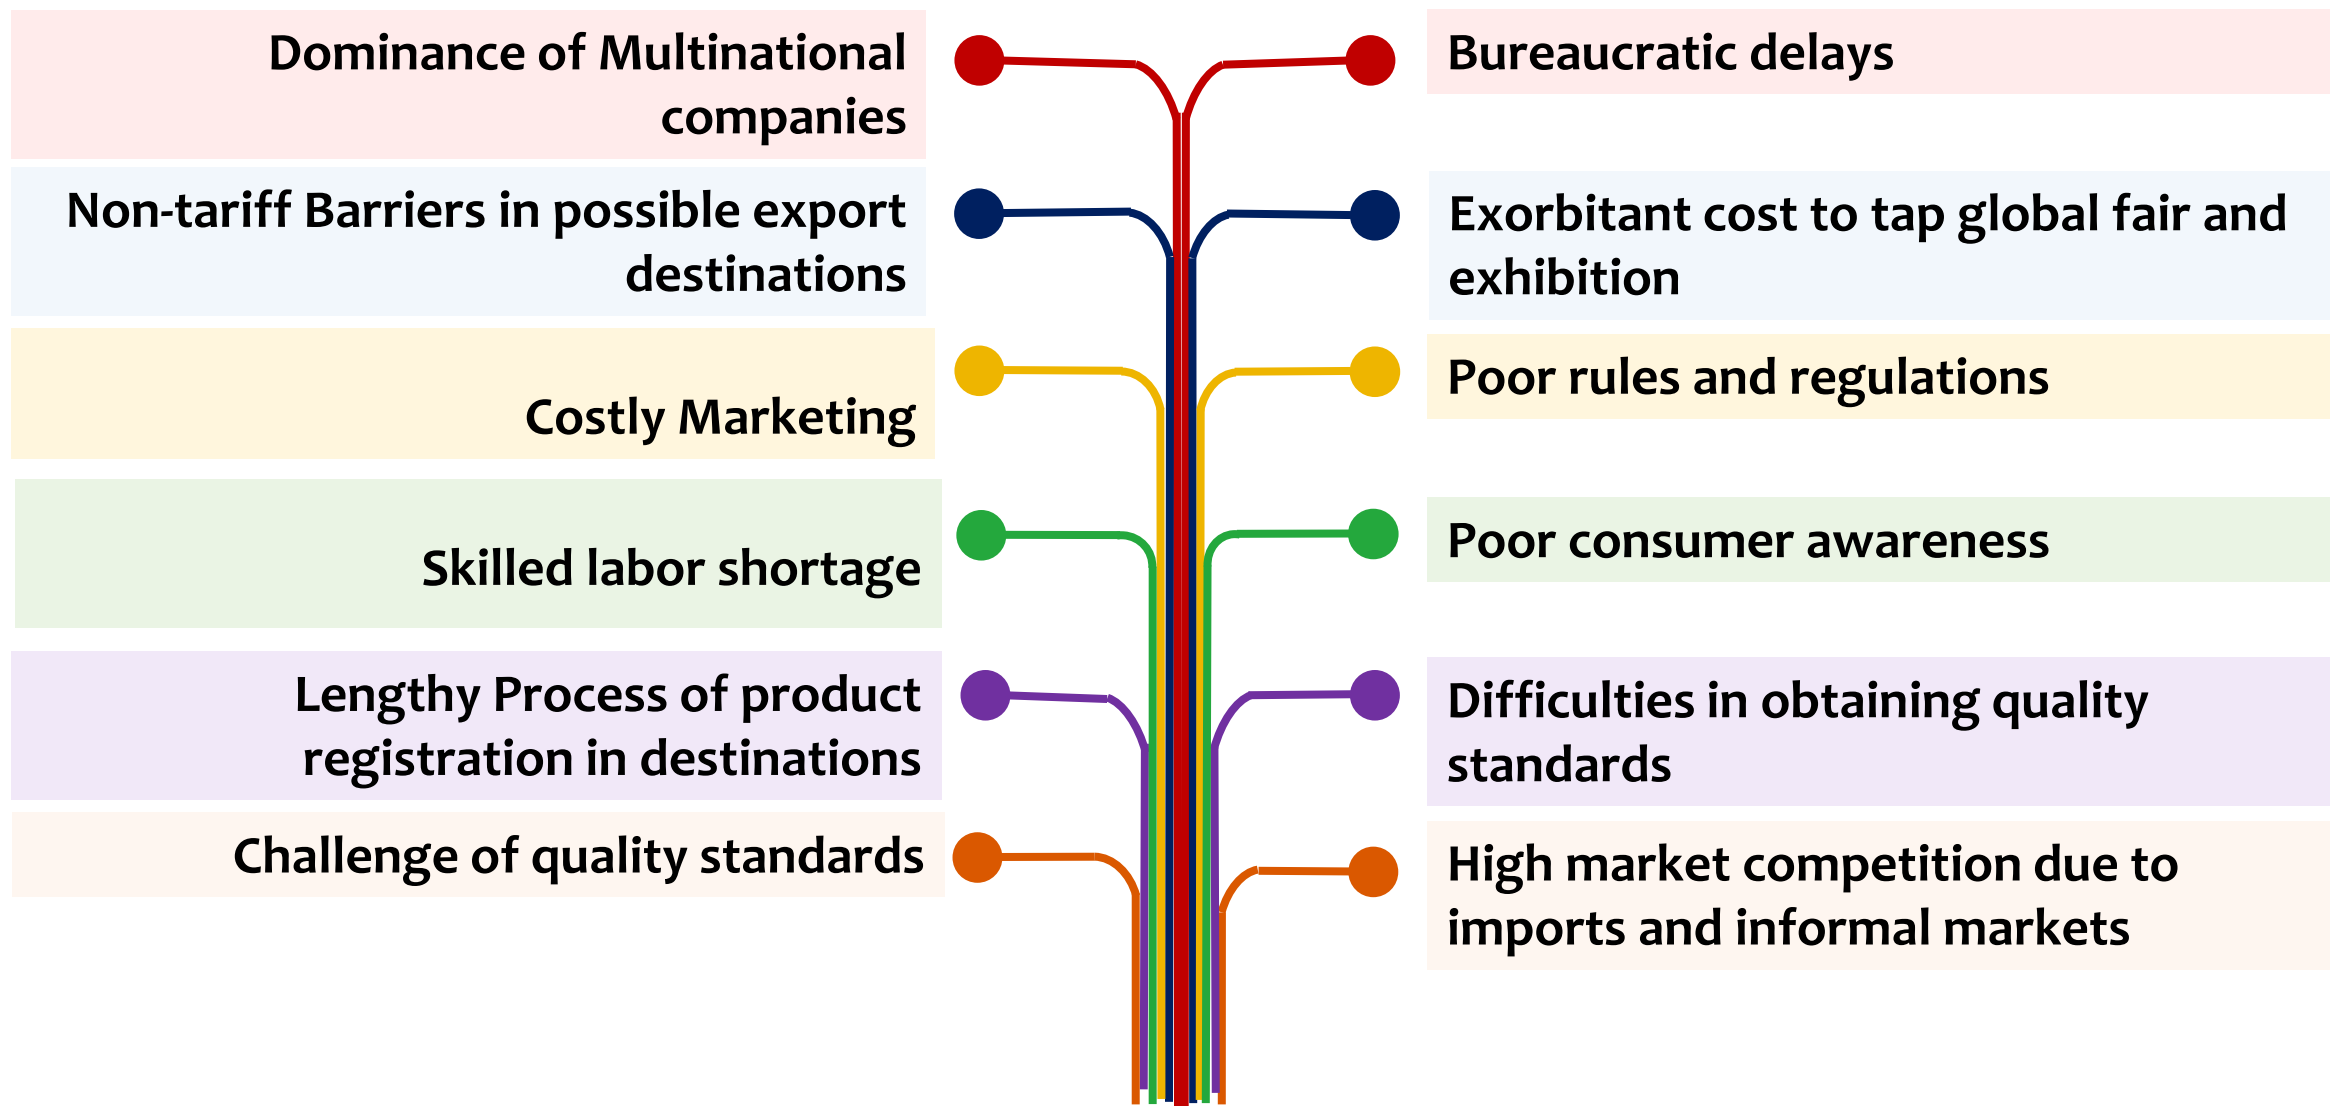 Dominance of Multinational
companies
Non-tariff Barriers in possible export
destinations
Costly Marketing
Skilled labor shortage
Lengthy Process of product
registration in destinations
Challenge of quality standards
Bureaucratic delays
Exorbitant cost to tap global fair and
exhibition
Poor rules and regulations
Poor consumer awareness
Difficulties in obtaining quality
standards
High market competition due to
imports and informal markets